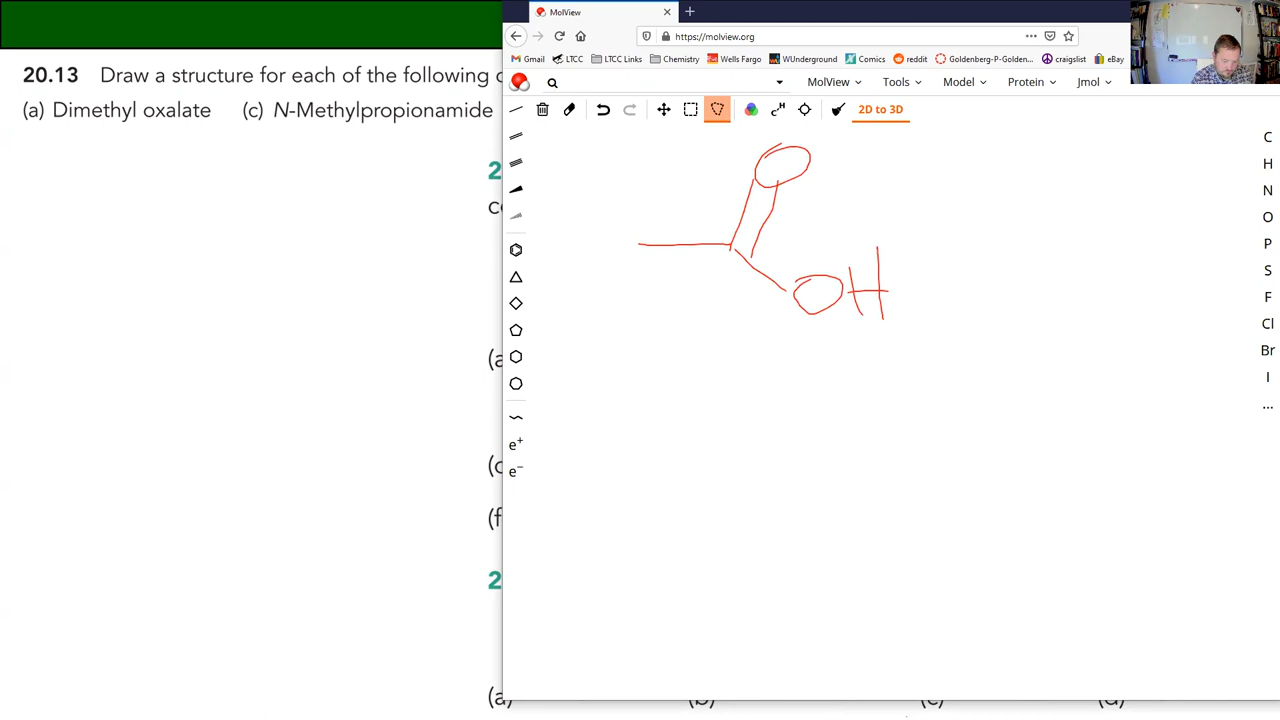 MolView
https://molview.org
Gmail LTCC LTCC Links Chemistry Wells Fargo WUnderground Comics reddit Goldenberg-P-Golden... craigslist eBay
MolView Tools Model Protein Jmol
C H 2D to 3D
20.13 Draw a structure for each of the following
(a) Dimethyl oxalate (c) N-Methylpropionamide
O
OH
C
H
N
O
P
S
F
Cl
Br
I
...
e+
e−
2
(a
(f
2
(a)
(b)
(d)